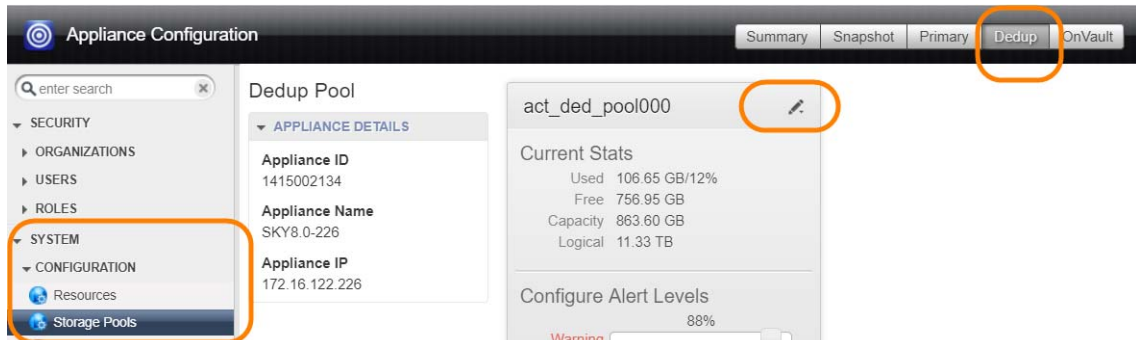 Appliance Configuration
Summary Snapshot Primary Dedup OnVault
enter search
SECURITY
ORGANIZATIONS
USERS
ROLES
SYSTEM
CONFIGURATION
Resources
Storage Pools
Dedup Pool
APPLIANCE DETAILS
Appliance ID
1415002134
Appliance Name
SKY8.0-226
Appliance IP
172.16.122.226
act_ded_pool000
Current Stats
Used 106.65 GB/12%
Free 756.95 GB
Capacity 863.60 GB
Logical 11.33 TB
Configure Alert Levels
88%
Warning